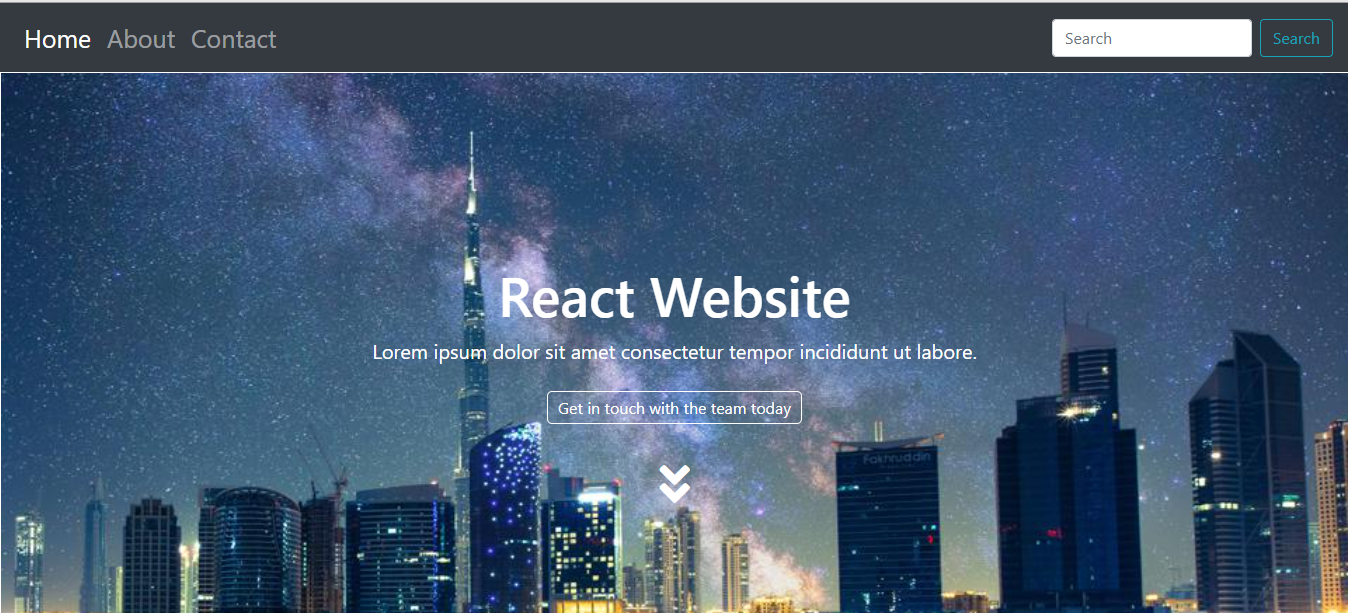 Home About Contact Search Search
React Website
Lorem ipsum dolor sit amet consectetur tempor incididunt ut labore.
Get in touch with the team today
Fakhruddin